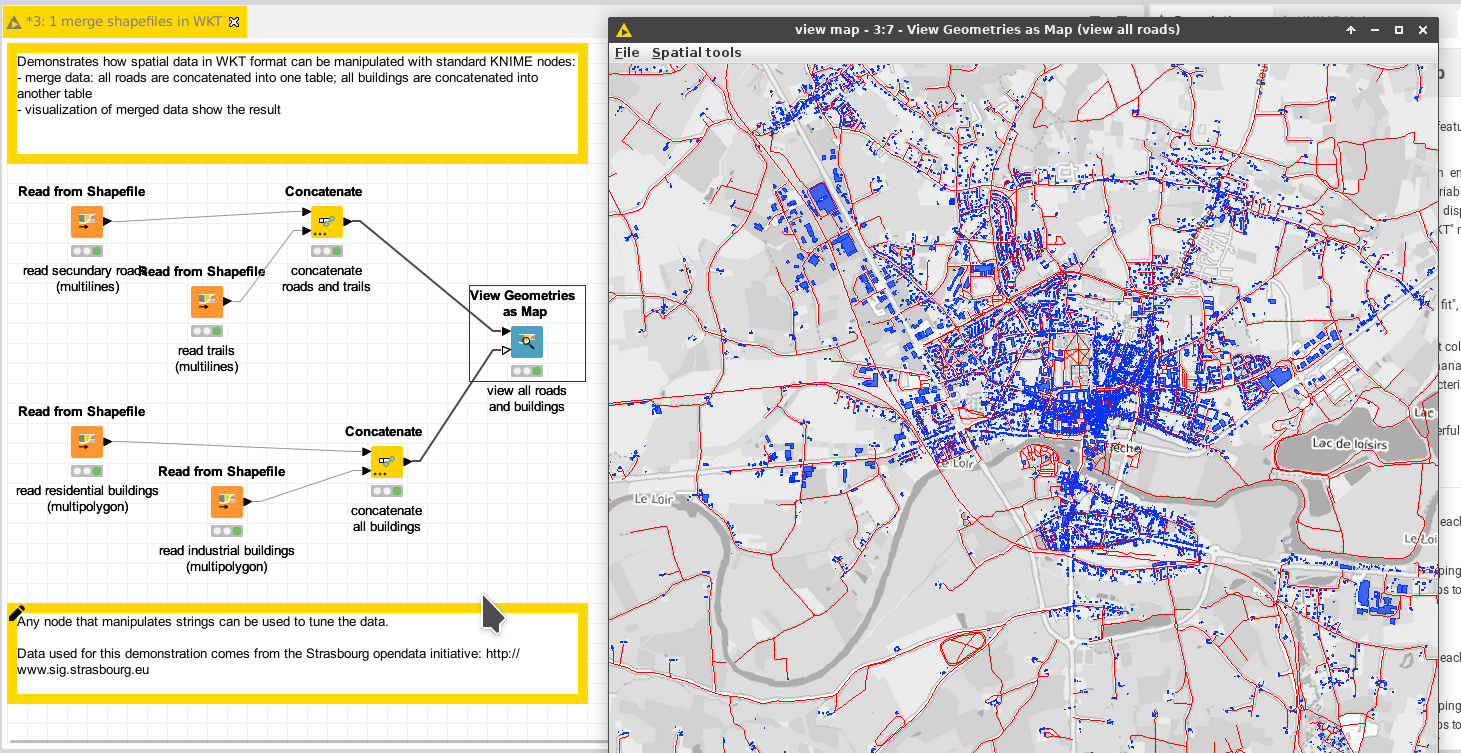 *3: 1 merge shapefiles in WKT
Demonstrates how spatial data in WKT format can be manipulated with standard KNIME nodes:
- merge data: all roads are concatenated into one table; all buildings are concatenated into
another table
- visualization of merged data show the result
Read from Shapefile
Concatenate
read secundary roads
(multilines)
Read from Shapefile
concatenate
roads and trails
read trails
(multilines)
View Geometries
as Map
view all roads
and buildings
Read from Shapefile
Concatenate
read residential buildings
(multipolygon)
Read from Shapefile
concatenate
all buildings
read industrial buildings
(multipolygon)
Any node that manipulates strings can be used to tune the data.
Data used for this demonstration comes from the Strasbourg opendata initiative: http://
www.sig.strasbourg.eu
view map - 3:7 - View Geometries as Map (view all roads)
File Spatial tools
Lac de loisirs
Le Loir
Le Loir